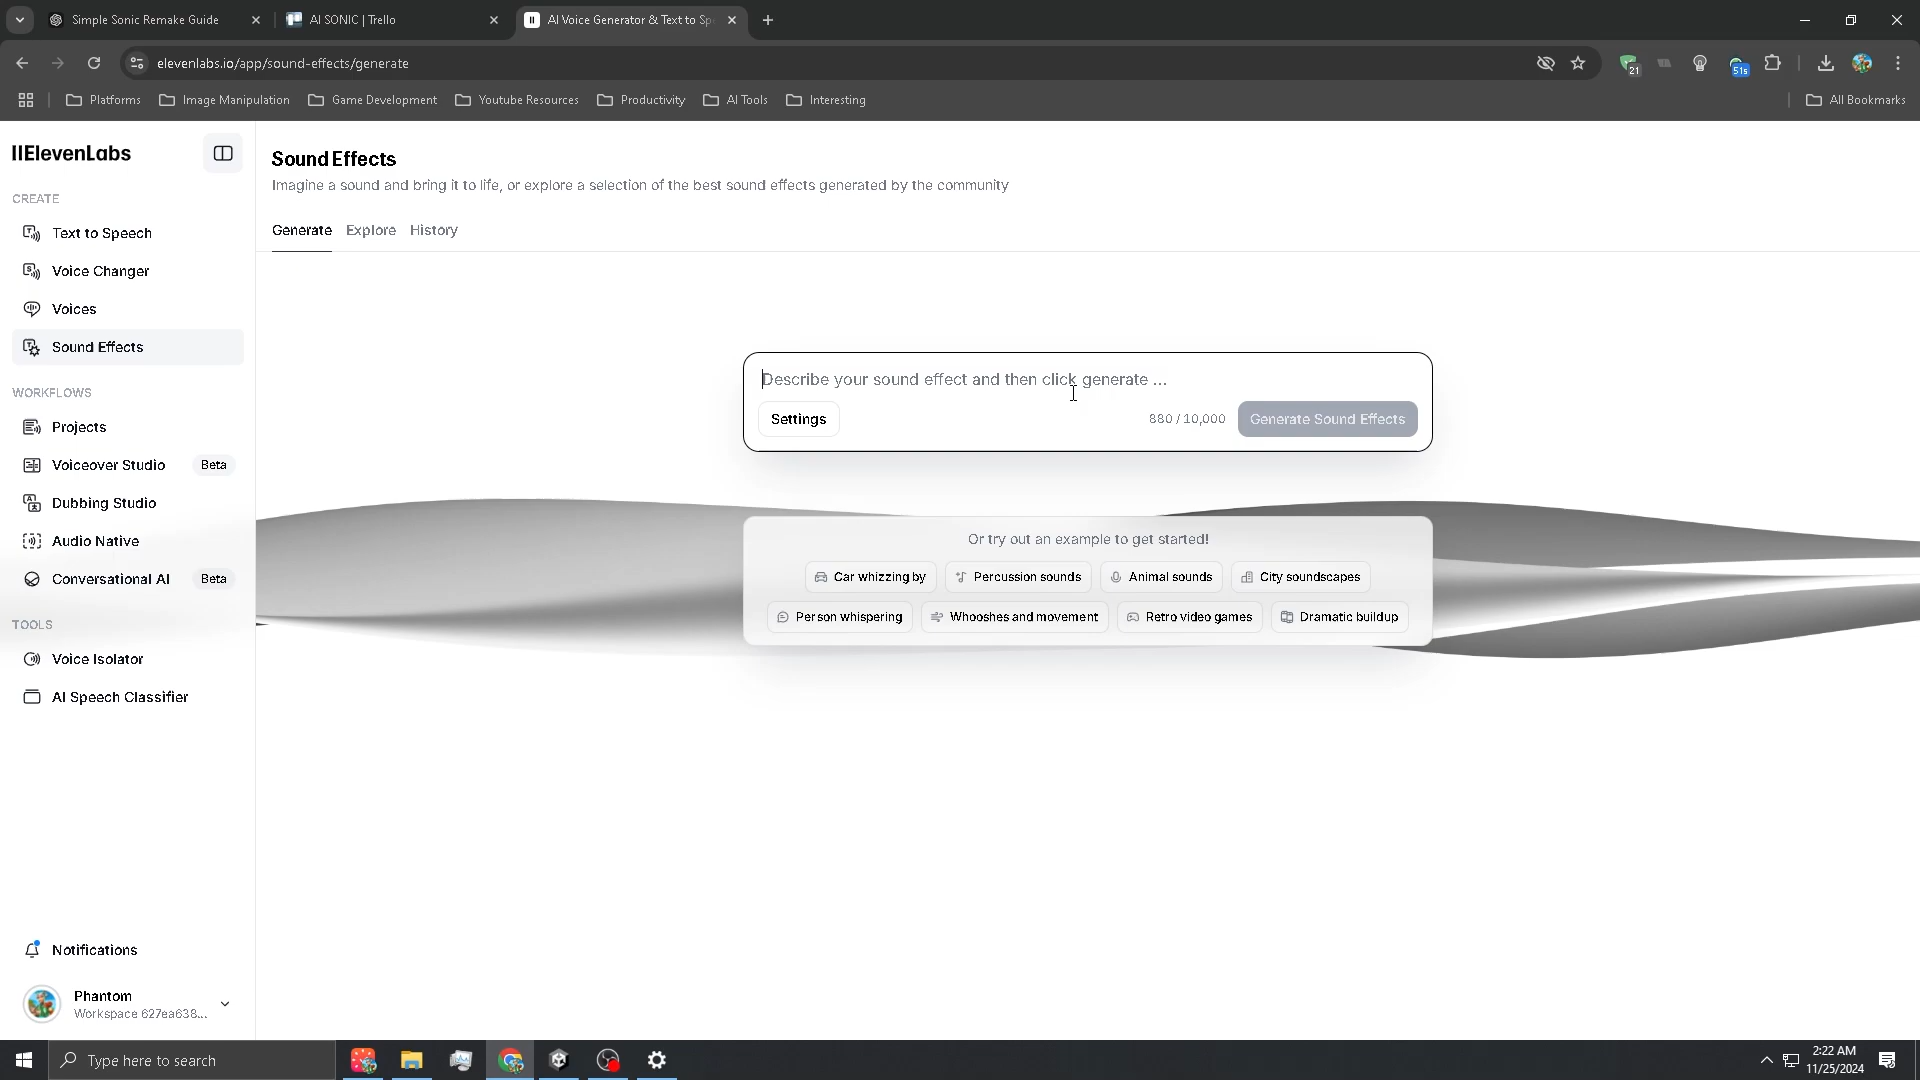 Simple Sonic Remake Guide
AI SONIC | Trello
AI Voice Generator & Text to Sp
elevenlabs.io/app/sound-effects/generate
21
51s
Platforms
Image Manipulation
Game Development
Youtube Resources
Productivity
AI Tools
Interesting
All Bookmarks
IIElevenLabs
CREATE
Text to Speech
Voice Changer
Voices
Sound Effects
WORKFLOWS
Projects
Voiceover Studio Beta
Dubbing Studio
Audio Native
Conversational AI Beta
TOOLS
Voice Isolator
AI Speech Classifier
Notifications
Phantom
Workspace 627ea638...
Sound Effects
Imagine a sound and bring it to life, or explore a selection of the best sound effects generated by the community
Generate Explore History
Describe your sound effect and then click generate ...
Settings 880 / 10,000 Generate Sound Effects
Or try out an example to get started!
Car whizzing by Percussion sounds Animal sounds City soundscapes
Person whispering Whooshes and movement Retro video games Dramatic buildup
Type here to search
2:22 AM
11/25/2024